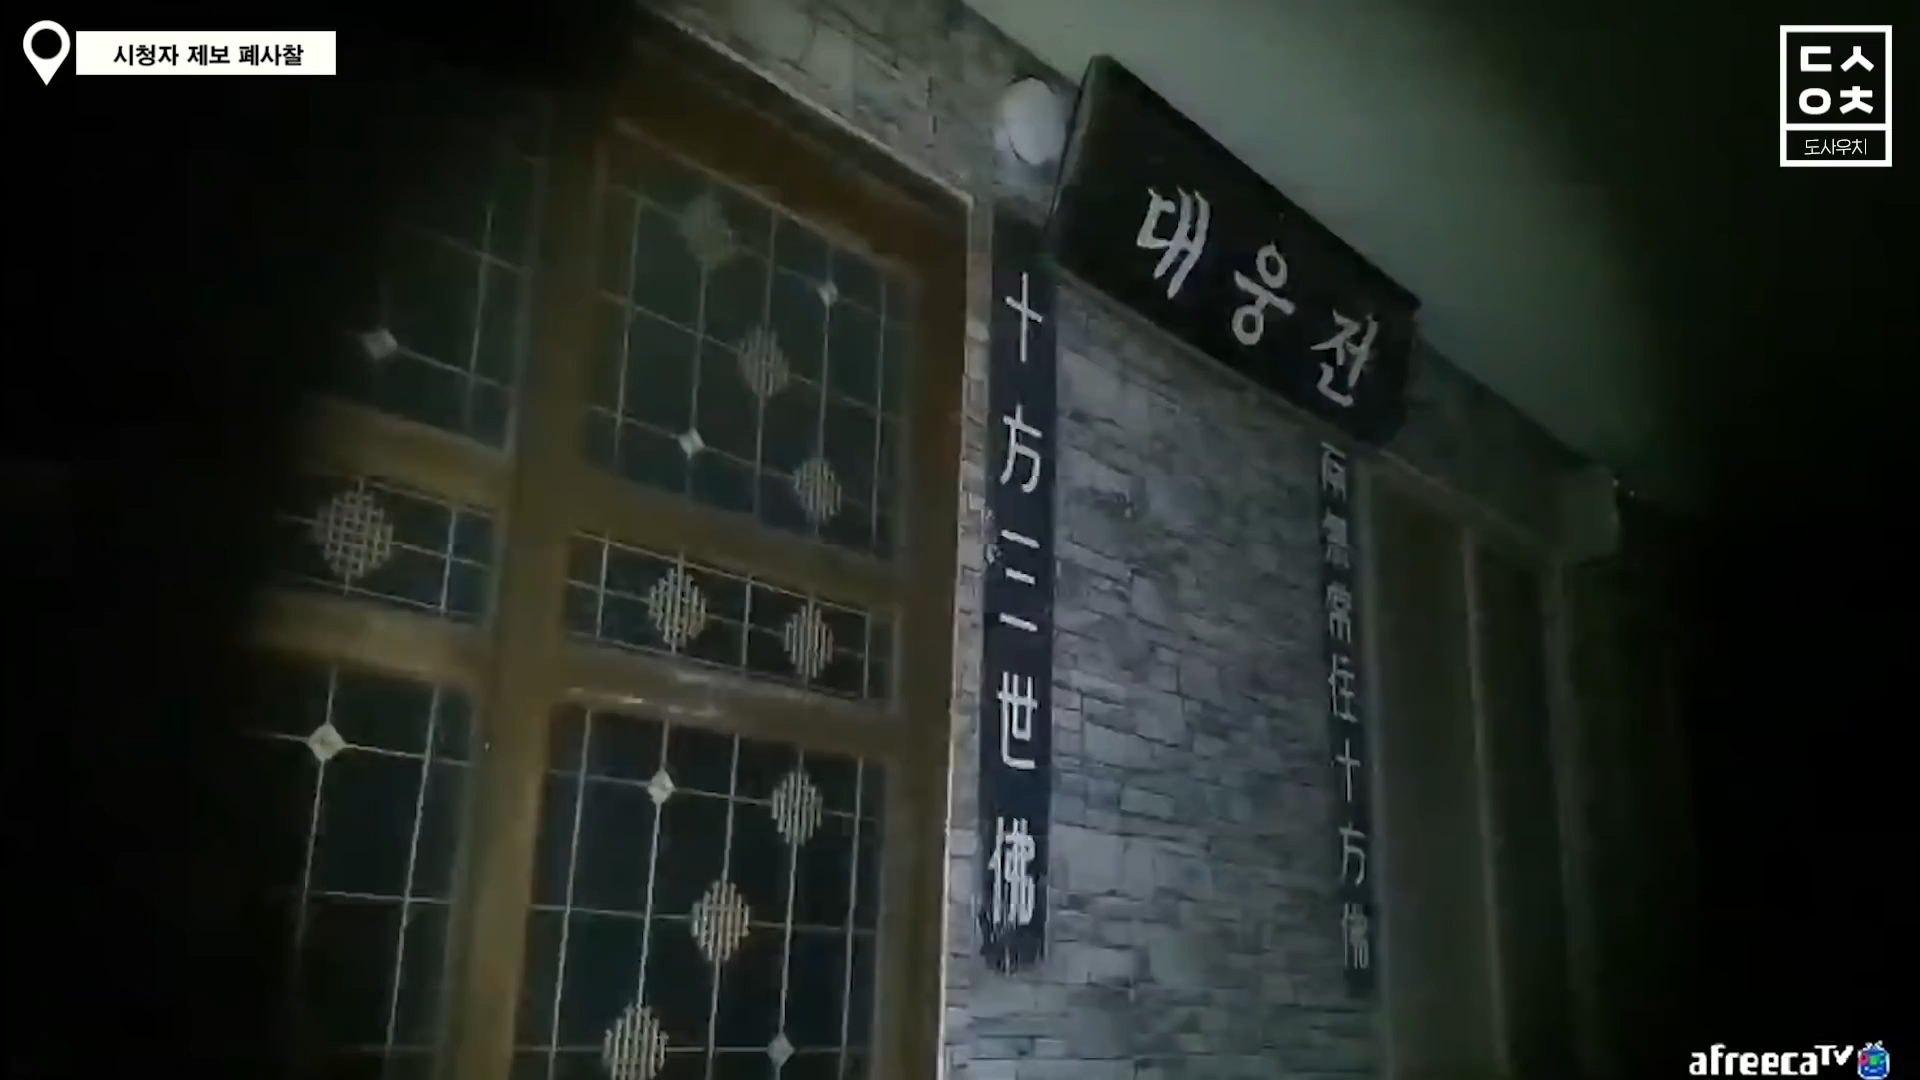 시청자 제보 폐사찰
도사우치
대웅전
十方三世佛
南無常住十方佛
afreecaTV